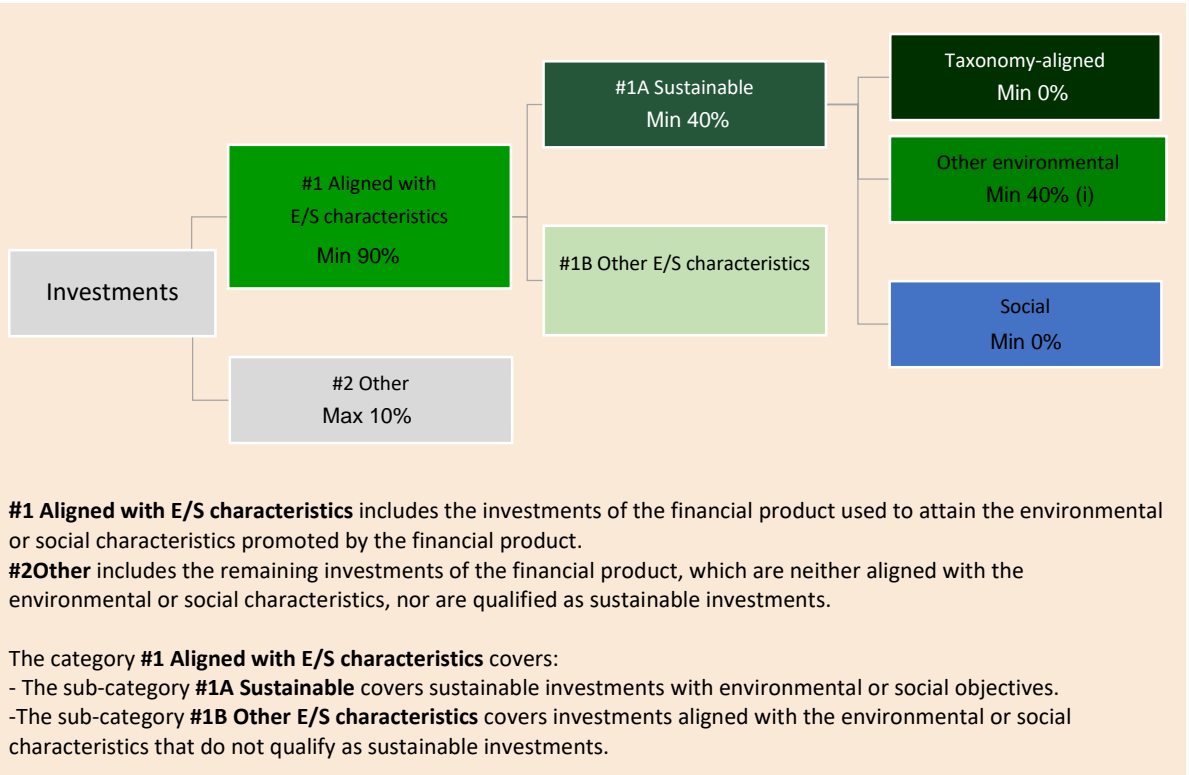 Investments
#1 Aligned with
E/S characteristics
Min 90%
#2 Other
Max 10%
#1A Sustainable
Min 40%
#1B Other E/S characteristics
Taxonomy-aligned
Min 0%
Other environmental
Min 40% (i)
Social
Min 0%
#1 Aligned with E/S characteristics includes the investments of the financial product used to attain the environmental
or social characteristics promoted by the financial product.
#2Other includes the remaining investments of the financial product, which are neither aligned with the
environmental or social characteristics, nor are qualified as sustainable investments.
The category #1 Aligned with E/S characteristics covers:
- The sub-category #1A Sustainable covers sustainable investments with environmental or social objectives.
-The sub-category #1B Other E/S characteristics covers investments aligned with the environmental or social
characteristics that do not qualify as sustainable investments.